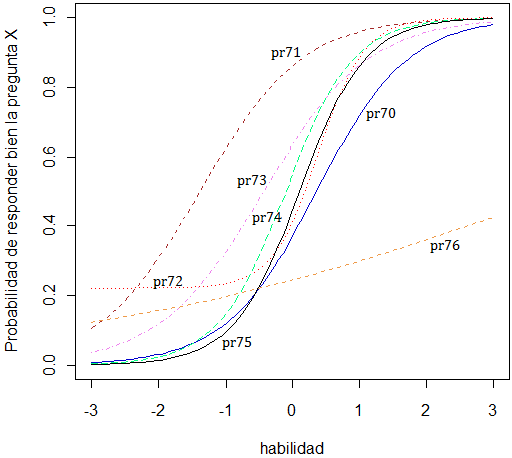 Probabilidad de responder bien la pregunta X
1.0
0.8
0.6
0.4
0.2
0.0
pr71
pr70
pr73
pr74
pr76
pr72
pr75
-3
-2
-1
0
1
2
3
habilidad